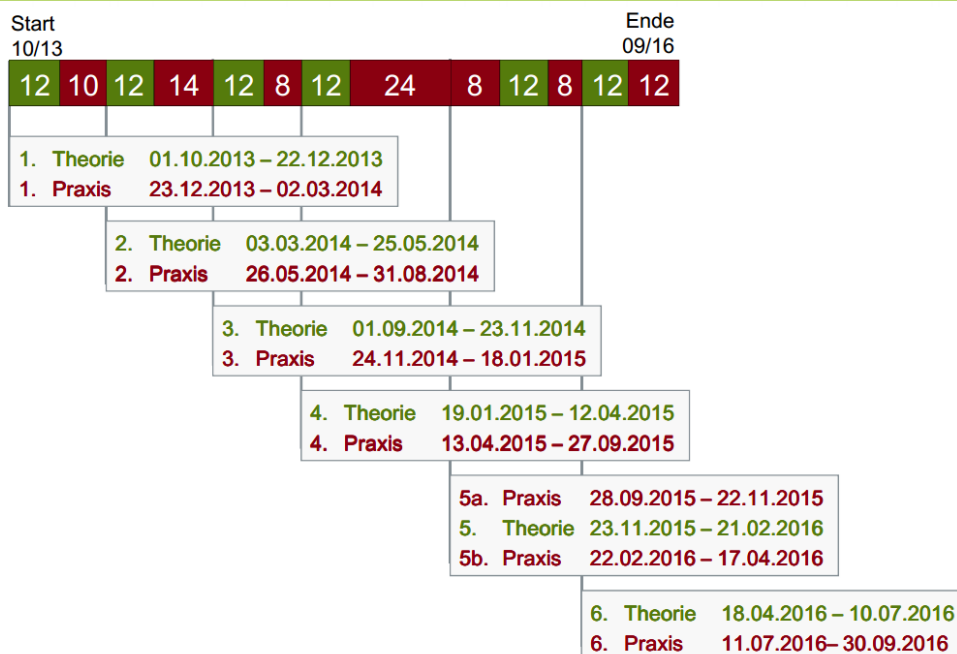 Start
10/13
Ende
09/16
12 10 12 14 12 8 12 24 8 12 8 12 12
1. Theorie 01.10.2013 – 22.12.2013
1. Praxis 23.12.2013 – 02.03.2014
2. Theorie 03.03.2014 – 25.05.2014
2. Praxis 26.05.2014 – 31.08.2014
3. Theorie 01.09.2014 – 23.11.2014
3. Praxis 24.11.2014 – 18.01.2015
4. Theorie 19.01.2015 – 12.04.2015
4. Praxis 13.04.2015 – 27.09.2015
5a. Praxis 28.09.2015 – 22.11.2015
5. Theorie 23.11.2015 – 21.02.2016
5b. Praxis 22.02.2016 – 17.04.2016
6. Theorie 18.04.2016 – 10.07.2016
6. Praxis 11.07.2016– 30.09.2016